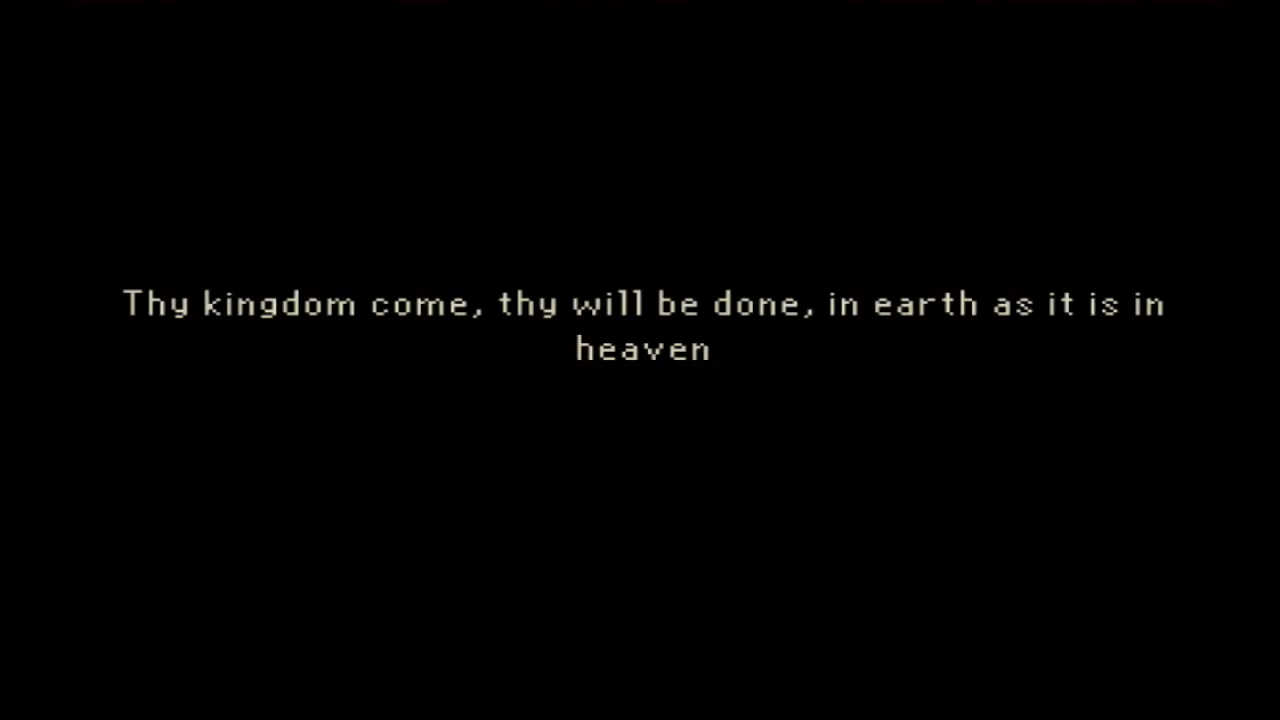 Thy kingdom come, thy will be done, in earth as it is in
heaven